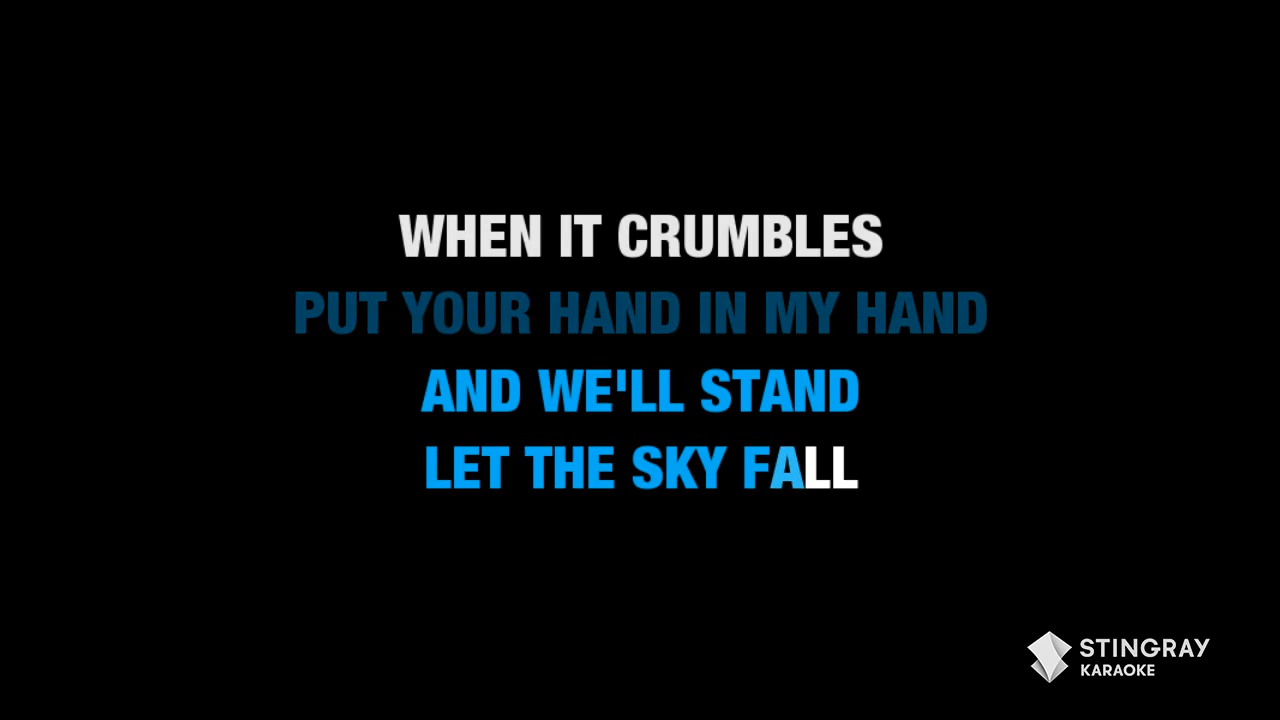 WHEN IT CRUMBLES
PUT YOUR HAND IN MY HAND
AND WE'LL STAND
LET THE SKY FALL
STINGRAY
KARAOKE